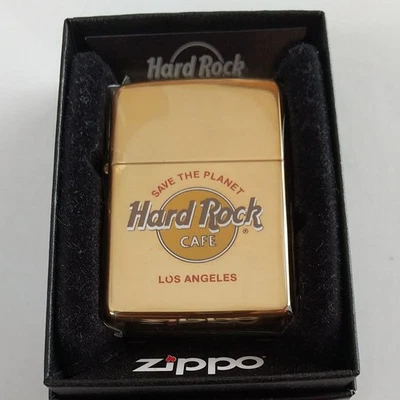 Hard Rock
SAVE THE PLANET
Hard Rock
CAFE
®
LOS ANGELES
zippo